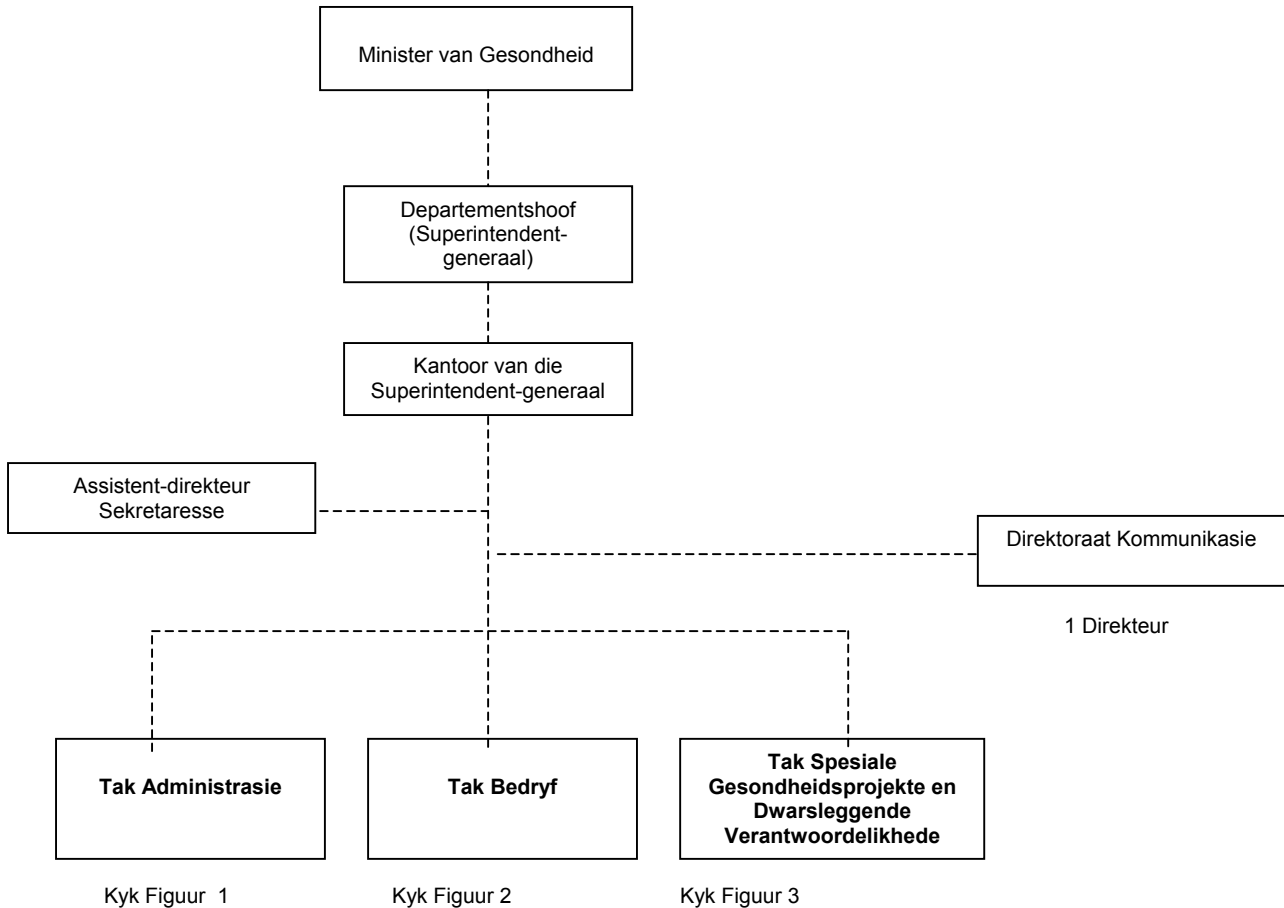 Minister van Gesondheid
Departementshoof
(Superintendent-
generaal)
Kantoor van die
Superintendent-generaal
Assistent-direkteur
Sekretaresse
Direktoraat Kommunikasie
1 Direkteur
Tak Administrasie
Tak Bedryf
Tak Spesiale
Gesondheidsprojekte en
Dwarsleggende
Verantwoordelikhede
Kyk Figuur 1
Kyk Figuur 2
Kyk Figuur 3